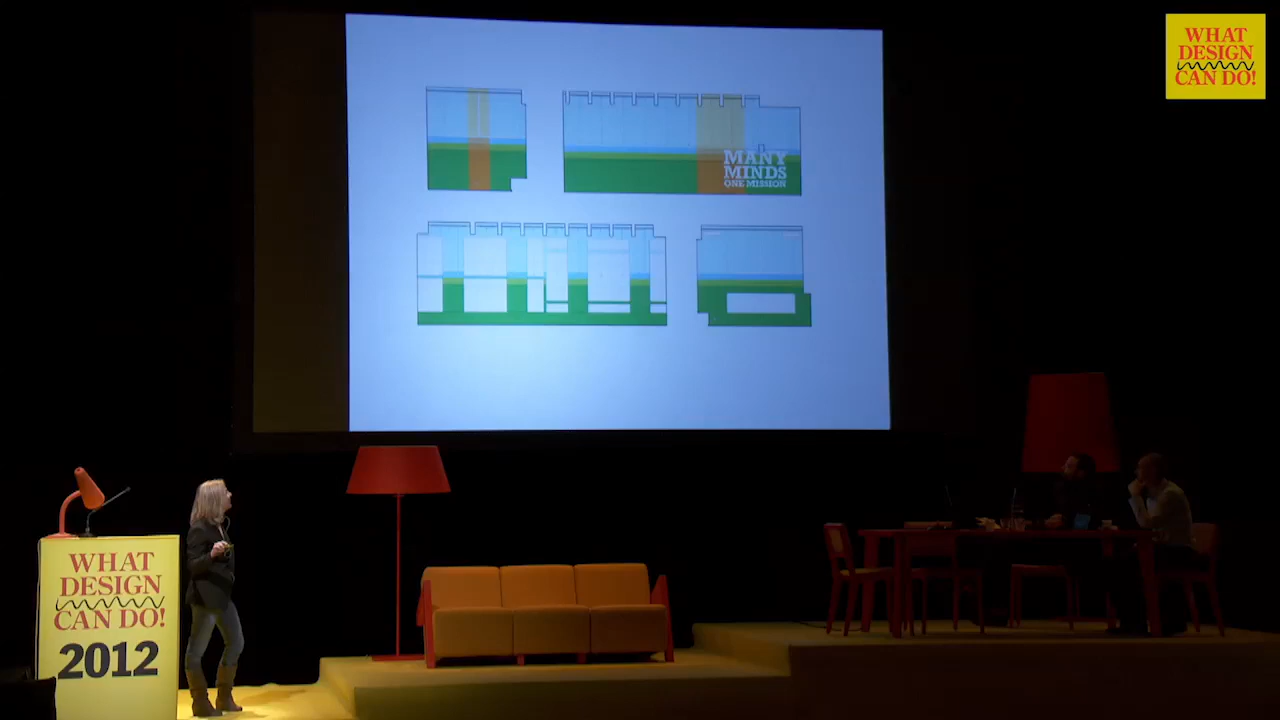 MANY
MINDS
ONE MISSION
WHAT
DESIGN
CAN DO!
WHAT
DESIGN
CAN DO!
2012